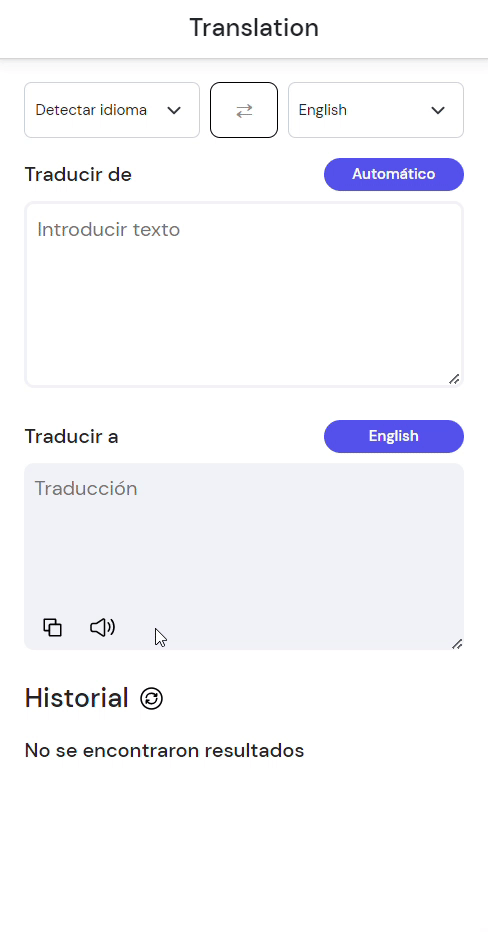 Translation
Detectar idioma
English
Traducir de
Automático
Introducir texto
Traducir a
English
Traducción
Historial
No se encontraron resultados